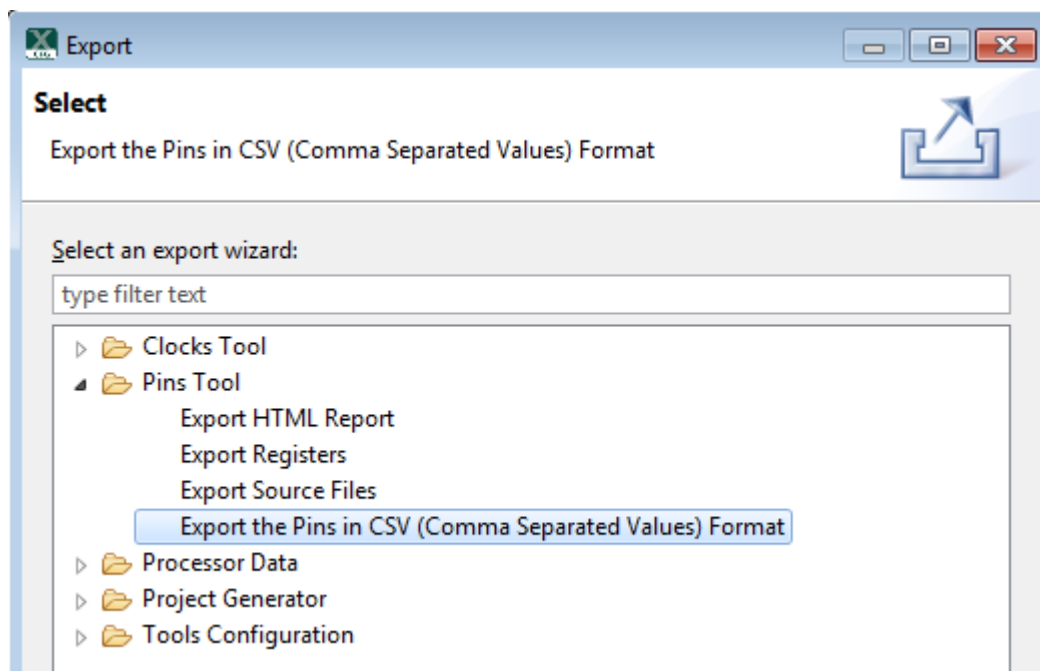 Export
Select
Export the Pins in CSV (Comma Separated Values) Format
Select an export wizard:
type filter text
Clocks Tool
Pins Tool
Export HTML Report
Export Registers
Export Source Files
Export the Pins in CSV (Comma Separated Values) Format
Processor Data
Project Generator
Tools Configuration